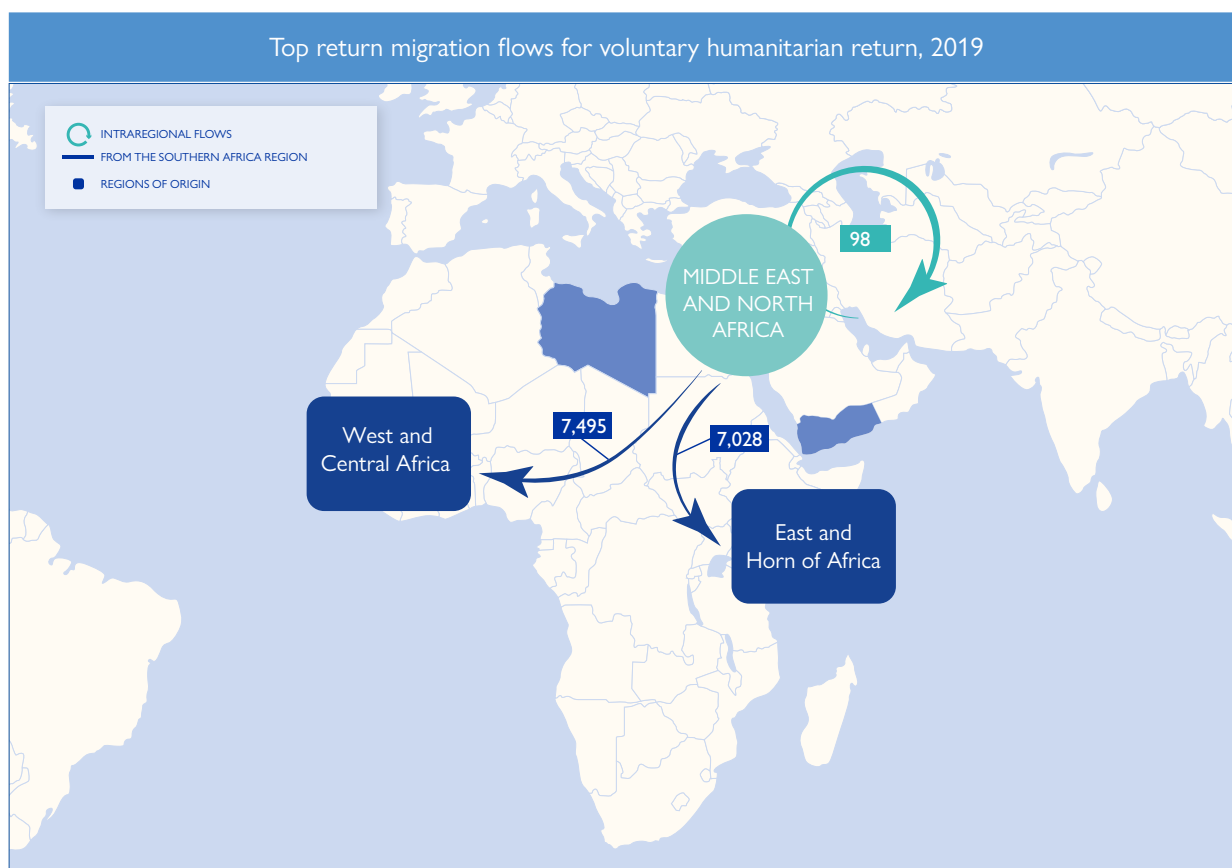 Top return migration flows for voluntary humanitarian return, 2019
INTRAREGIONAL FLOWS
FROM THE SOUTHERN AFRICA REGION
REGIONS OF ORIGIN
98
MIDDLE EAST
AND NORTH
AFRICA
7,495
7,028
West and
Central Africa
East and
Horn of Africa